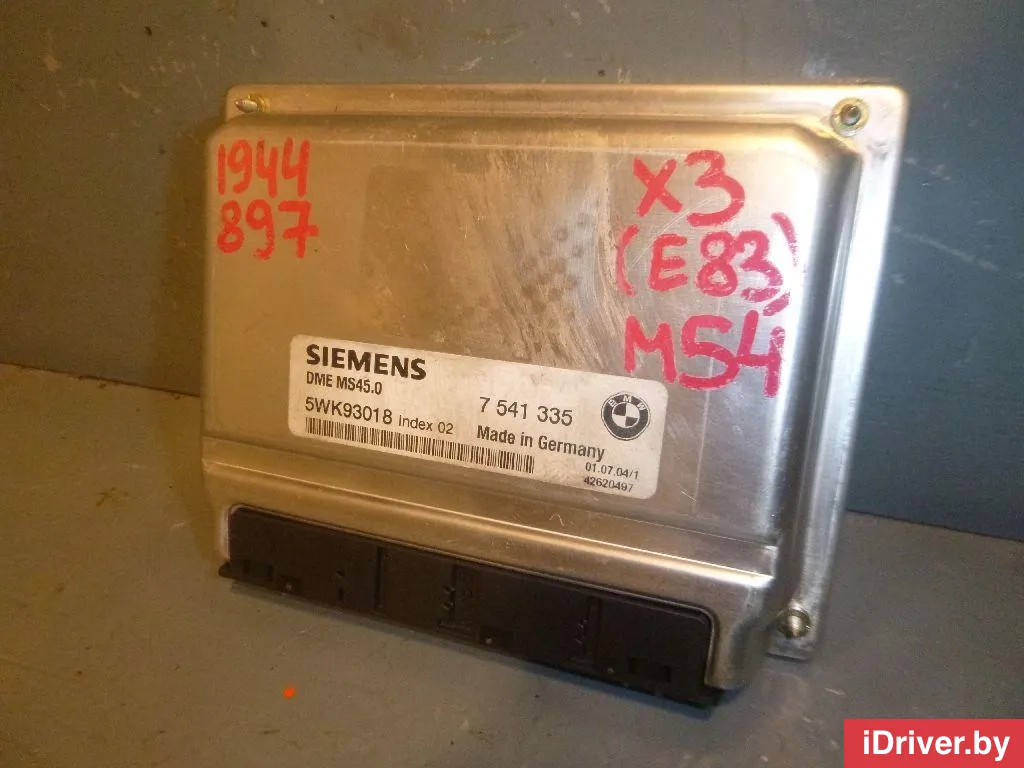 1944
897
X3
(E83)
M54
SIEMENS
DME MS45.0
5WK93018 Index 02
7 541 335
BMW
Made in Germany
01.07.04/1
42620497
iDriver.by